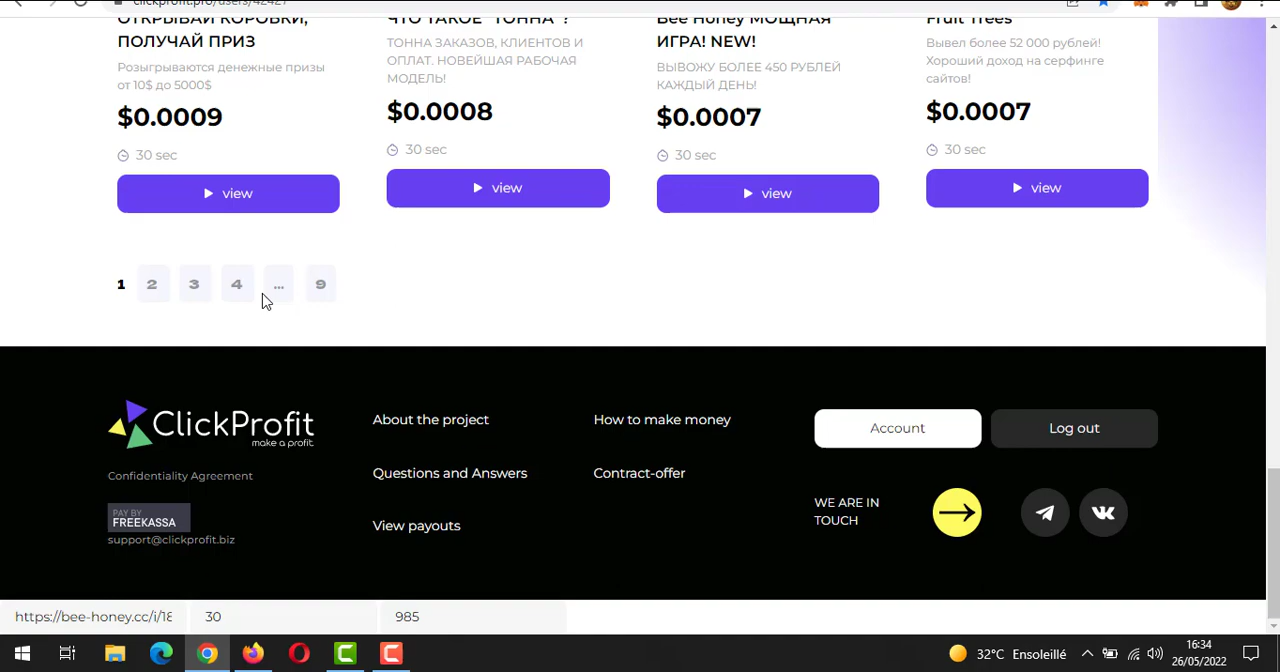 clickprofit.pro/users/42427
ОТКРЫВАЙ КОРОБКИ,
ПОЛУЧАЙ ПРИЗ
Розыгрываются денежные призы
от 10$ до 5000$
$0.0009
30 sec
view
ЧТО ТАКОЕ "ТОННА"?
ТОННА ЗАКАЗОВ, КЛИЕНТОВ И
ОПЛАТ. НОВЕЙШАЯ РАБОЧАЯ
МОДЕЛЬ!
$0.0008
30 sec
view
Bee Honey МОЩНАЯ
ИГРА! NEW!
ВЫВОЖУ БОЛЕЕ 450 РУБЛЕЙ
КАЖДЫЙ ДЕНЬ!
$0.0007
30 sec
view
Fruit Trees
Вывел более 52 000 рублей!
Хороший доход на серфинге
сайтов!
$0.0007
30 sec
view
1 2 3 4 ... 9
ClickProfit
make a profit.
Confidentiality Agreement
PAY BY
FREEKASSA
support@clickprofit.biz
About the project
Questions and Answers
View payouts
How to make money
Contract-offer
Account
Log out
WE ARE IN
TOUCH
https://bee-honey.cc/i/18
30
985
32°C Ensoleillé
16:34
26/05/2022